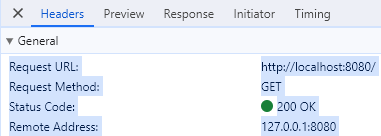 Headers Preview Response Initiator Timing
General
Request URL: http://localhost:8080/
Request Method: GET
Status Code: 200 OK
Remote Address: 127.0.0.1:8080